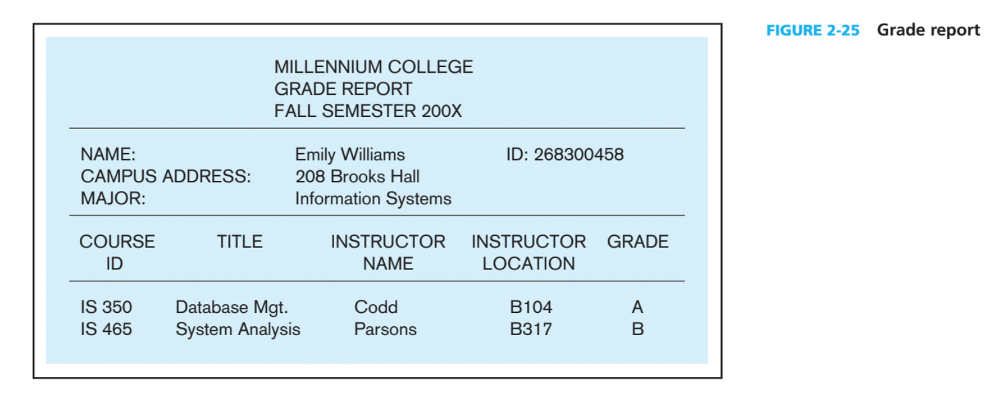 FIGURE 2-25 Grade report
MILLENNIUM COLLEGE
GRADE REPORT
FALL SEMESTER 200X
NAME: Emily Williams ID: 268300458
CAMPUS ADDRESS: 208 Brooks Hall
MAJOR: Information Systems
COURSE TITLE INSTRUCTOR INSTRUCTOR GRADE
ID NAME LOCATION
IS 350 Database Mgt. Codd B104 A
IS 465 System Analysis Parsons B317 B